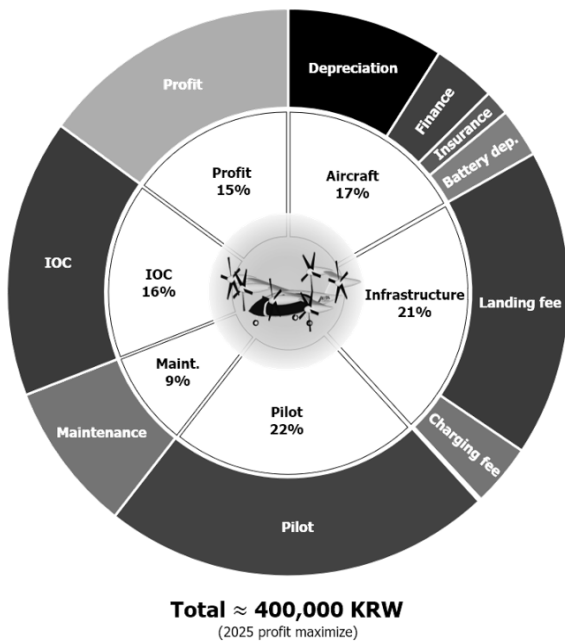 Depreciation
Finance
Insurance
Battery dep.
Landing fee
Charging fee
Pilot
Maintenance
IOC
Profit
Aircraft
17%
Infrastructure
21%
Pilot
22%
Maint.
9%
IOC
16%
Profit
15%
Total ≈ 400,000 KRW
(2025 profit maximize)